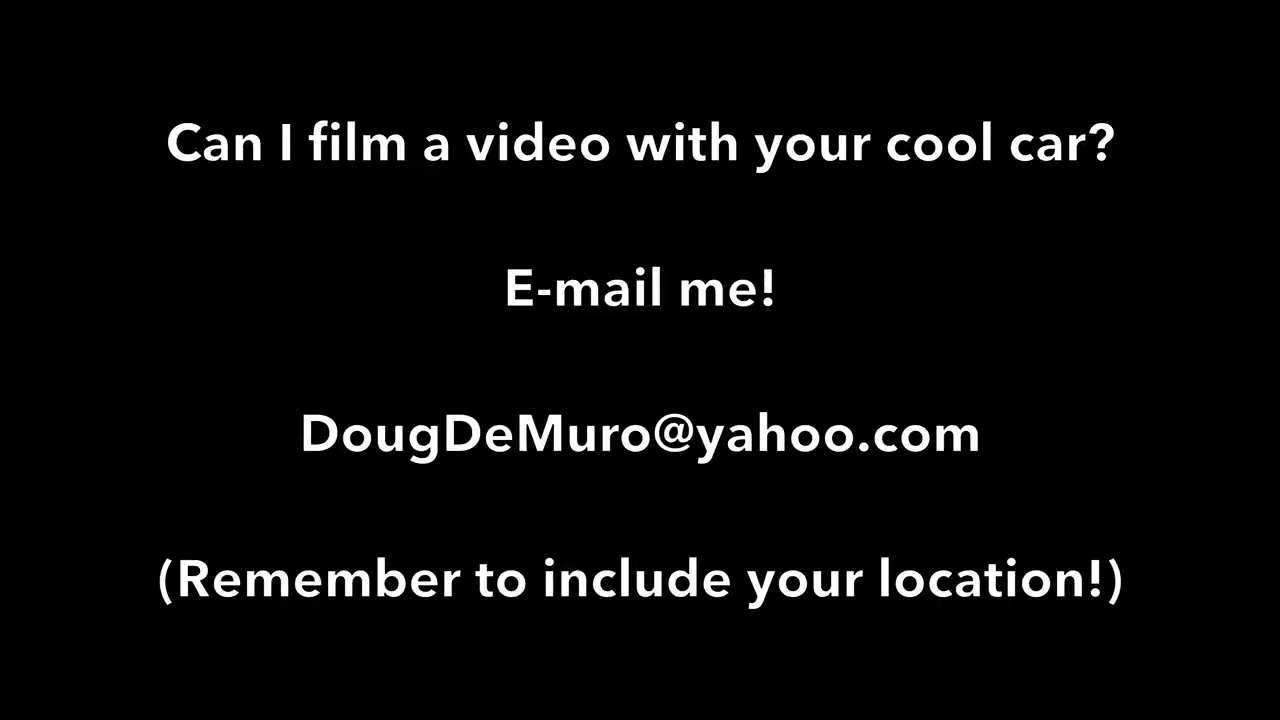 Can I film a video with your cool car?
E-mail me!
DougDeMuro@yahoo.com
(Remember to include your location!)